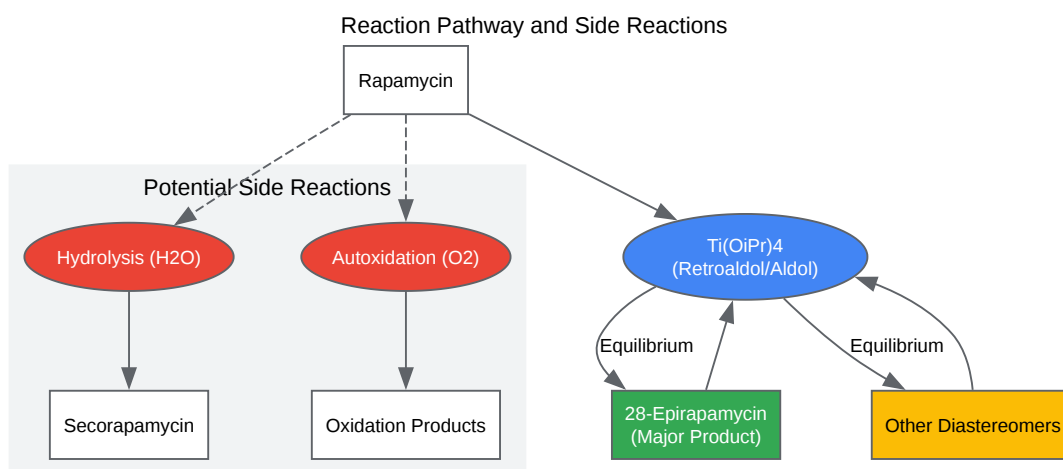 Reaction Pathway and Side Reactions
Rapamycin
Potential Side Reactions
Hydrolysis (H2O)
Autoxidation (O2)
Ti(OiPr)4
(Retroaldol/Aldol)
Equilibrium
Equilibrium
Secorapamycin
Oxidation Products
28-Epirapamycin
(Major Product)
Other Diastereomers